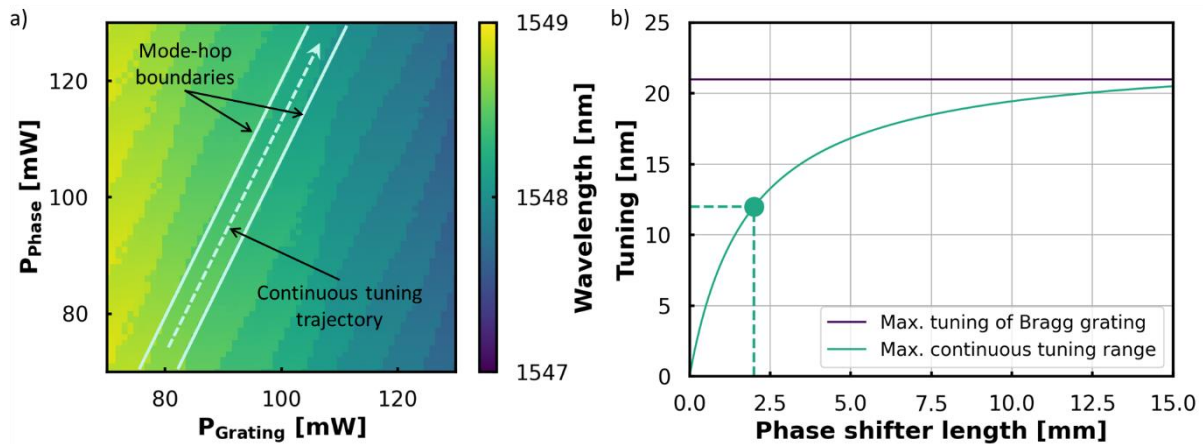 a)
Mode-hop
boundaries
Continuous tuning
trajectory
P_Phase [mW]
120
100
80
80
100
120
P_Grating [mW]
1549
1548
1547
Wavelength [nm]
b)
Tuning [nm]
25
20
15
10
5
0
0.0
2.5
5.0
7.5
10.0
12.5
15.0
Phase shifter length [mm]
Max. tuning of Bragg grating
Max. continuous tuning range